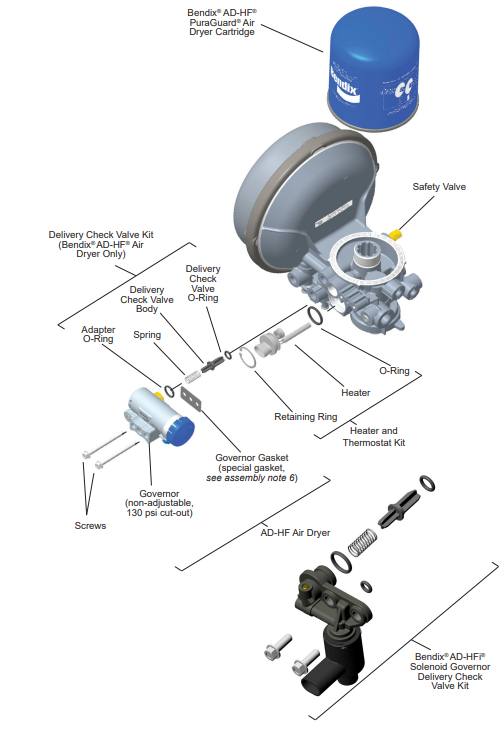 Bendix® AD-HF®
PuraGuard® Air
Dryer Cartridge
Bendix
Safety Valve
Delivery Check Valve Kit
(Bendix® AD-HF® Air
Dryer Only)
Delivery
Check
Valve
O-Ring
Delivery
Check Valve
Body
Adapter
O-Ring
Spring
O-Ring
Heater
Retaining Ring
Heater and
Thermostat Kit
Governor Gasket
(special gasket,
see assembly note 6)
Governor
(non-adjustable,
130 psi cut-out)
Screws
AD-HF Air Dryer
Bendix® AD-HFi®
Solenoid Governor
Delivery Check
Valve Kit